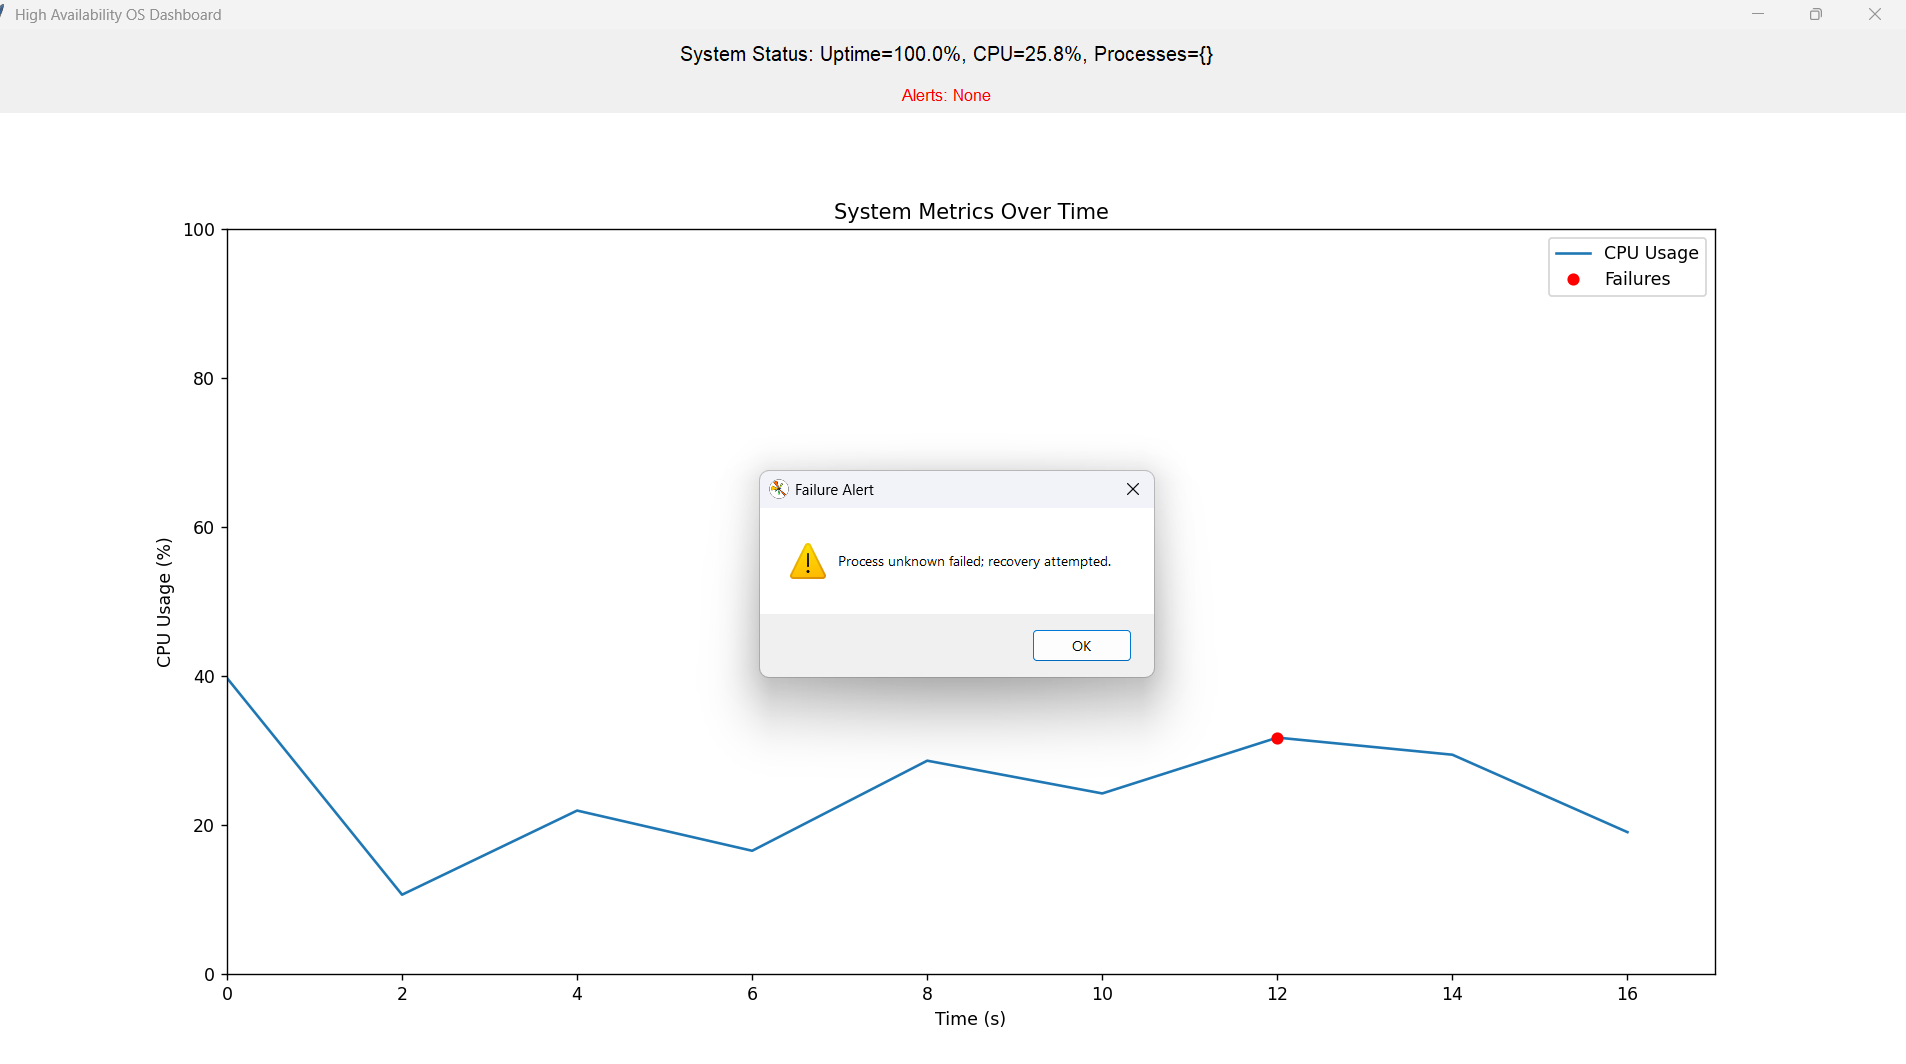 High Availability OS Dashboard
System Status: Uptime=100.0%, CPU=25.8%, Processes={}
Alerts: None
System Metrics Over Time
100
80
60
40
20
0
CPU Usage (%)
CPU Usage
Failures
Failure Alert
Process unknown failed; recovery attempted.
OK
0 2 4 6 8 10 12 14 16
Time (s)